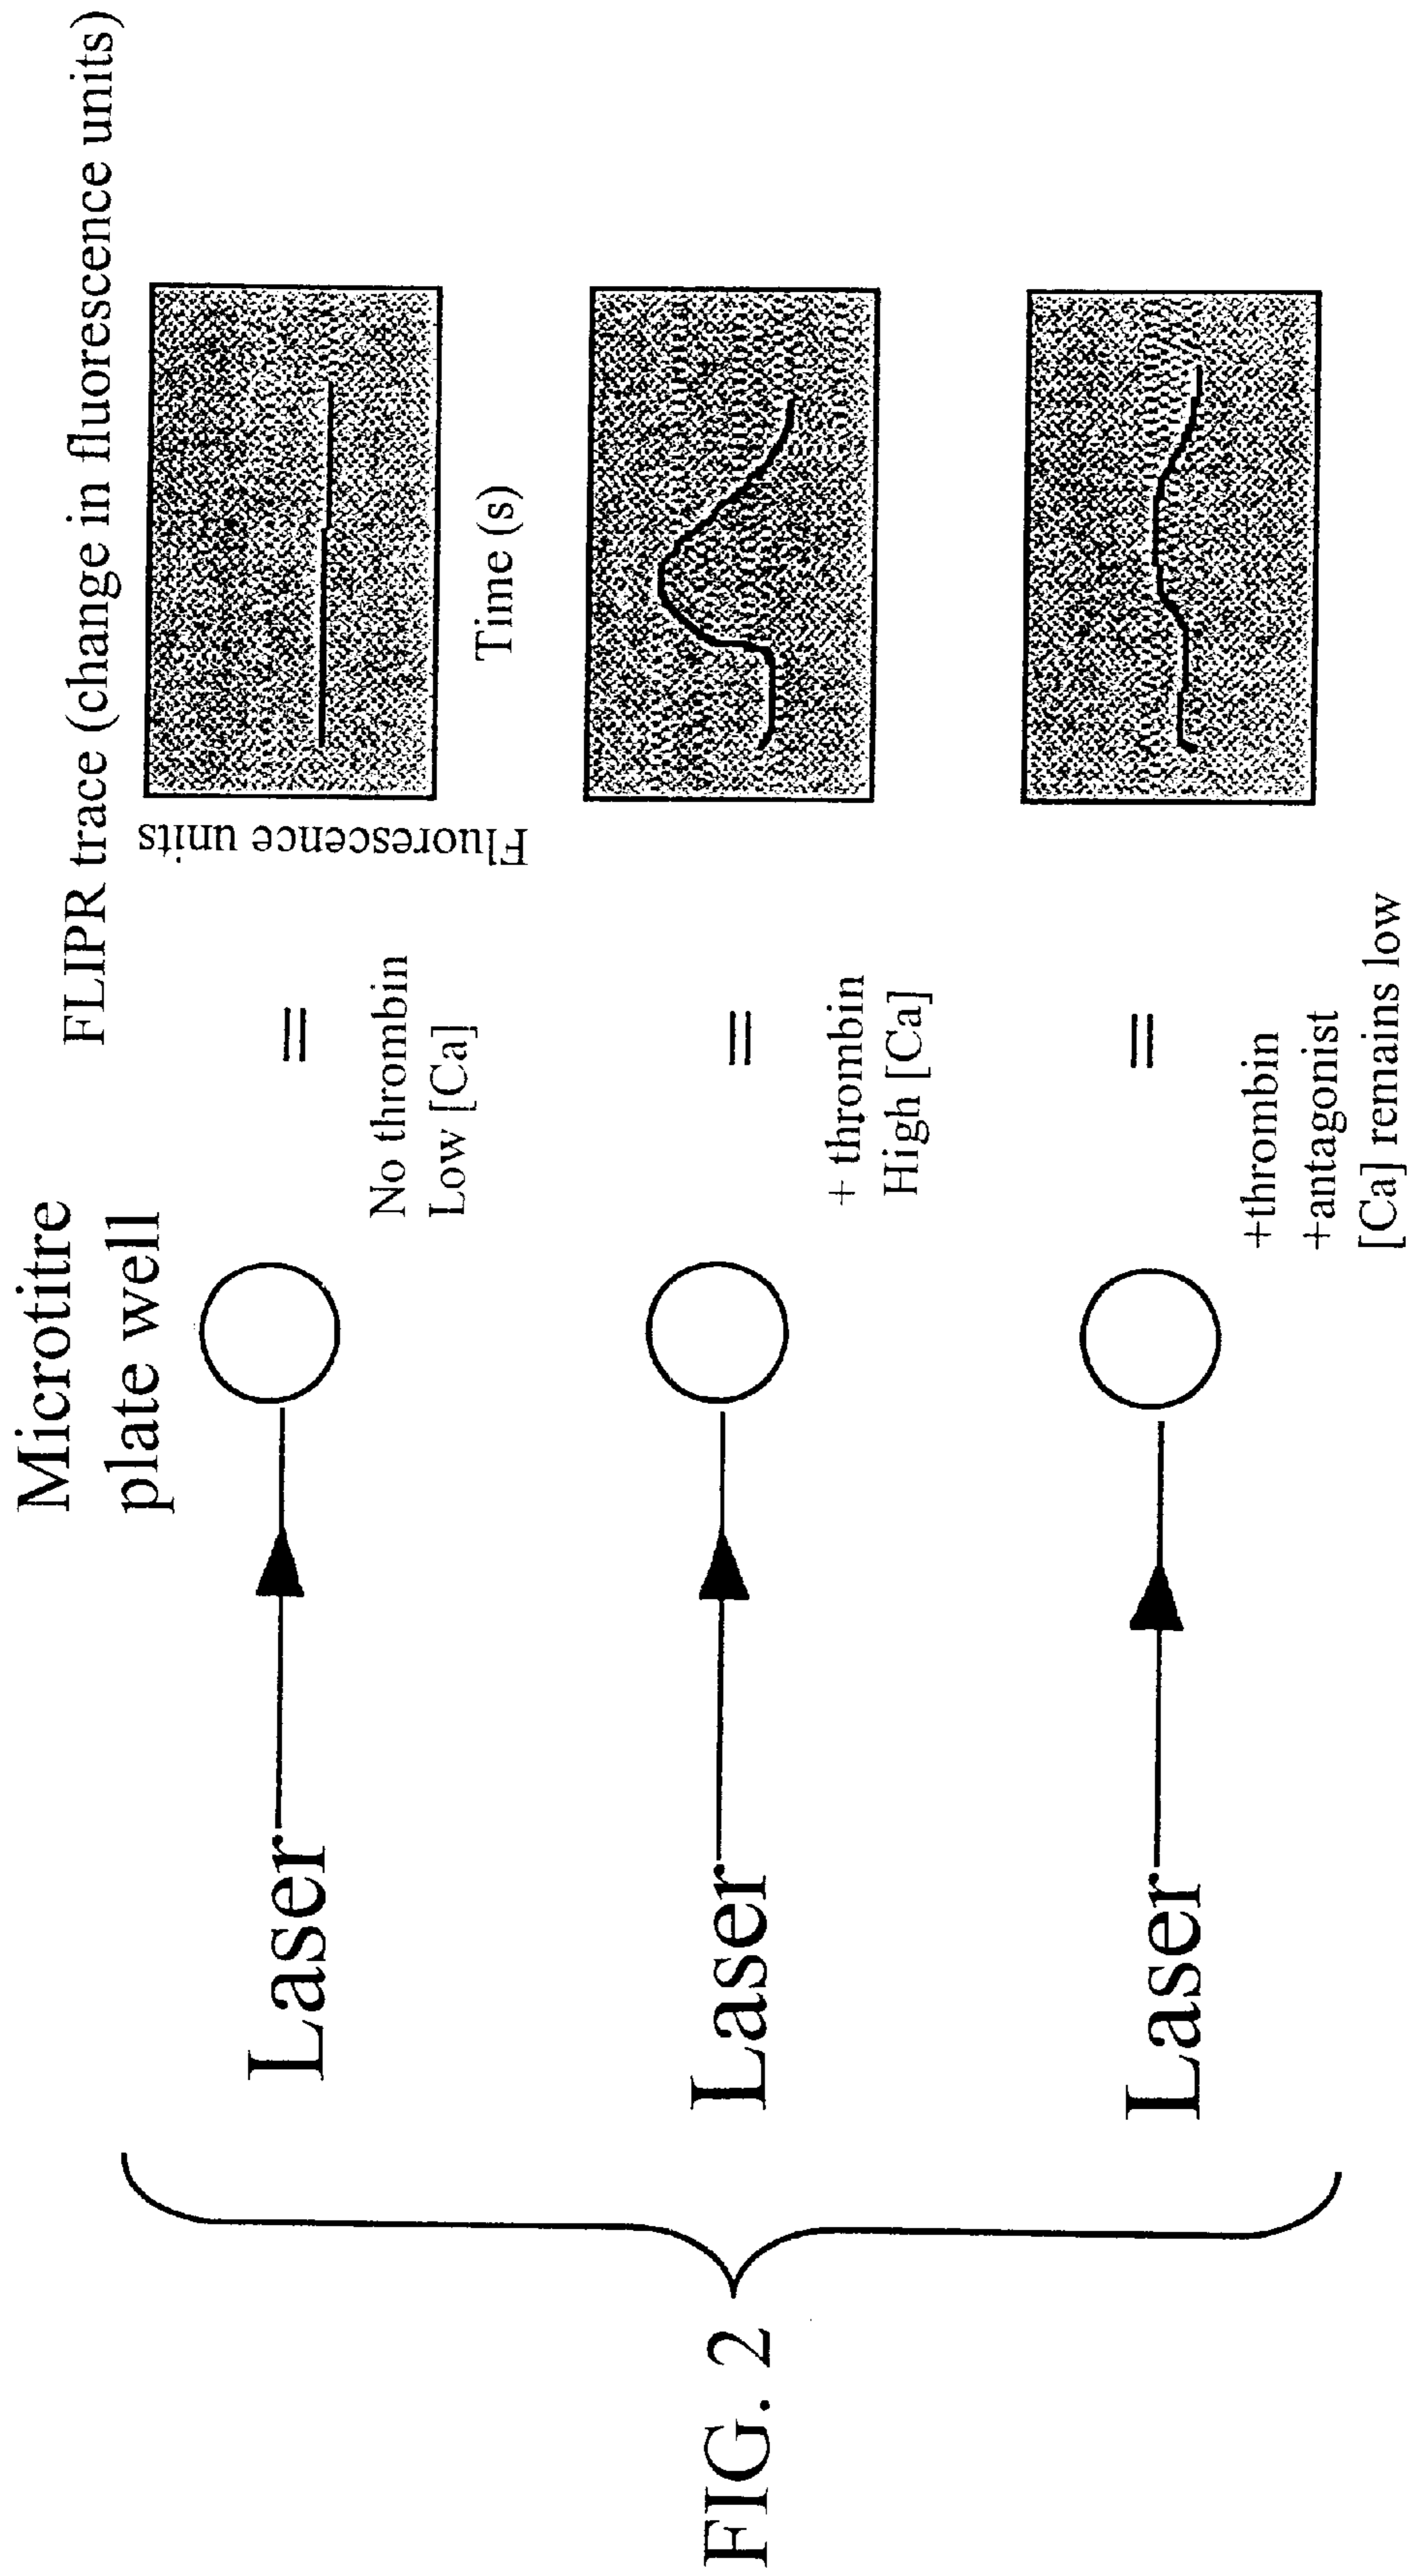 FIG. 2
Microtitre
plate well
FLIPR trace (change in fluorescence units)
Laser
=
No thrombin
Low [Ca]
Fluorescence units
Time (s)
Laser
=
+ thrombin
High [Ca]
Laser
=
+thrombin
+antagonist
[Ca] remains low